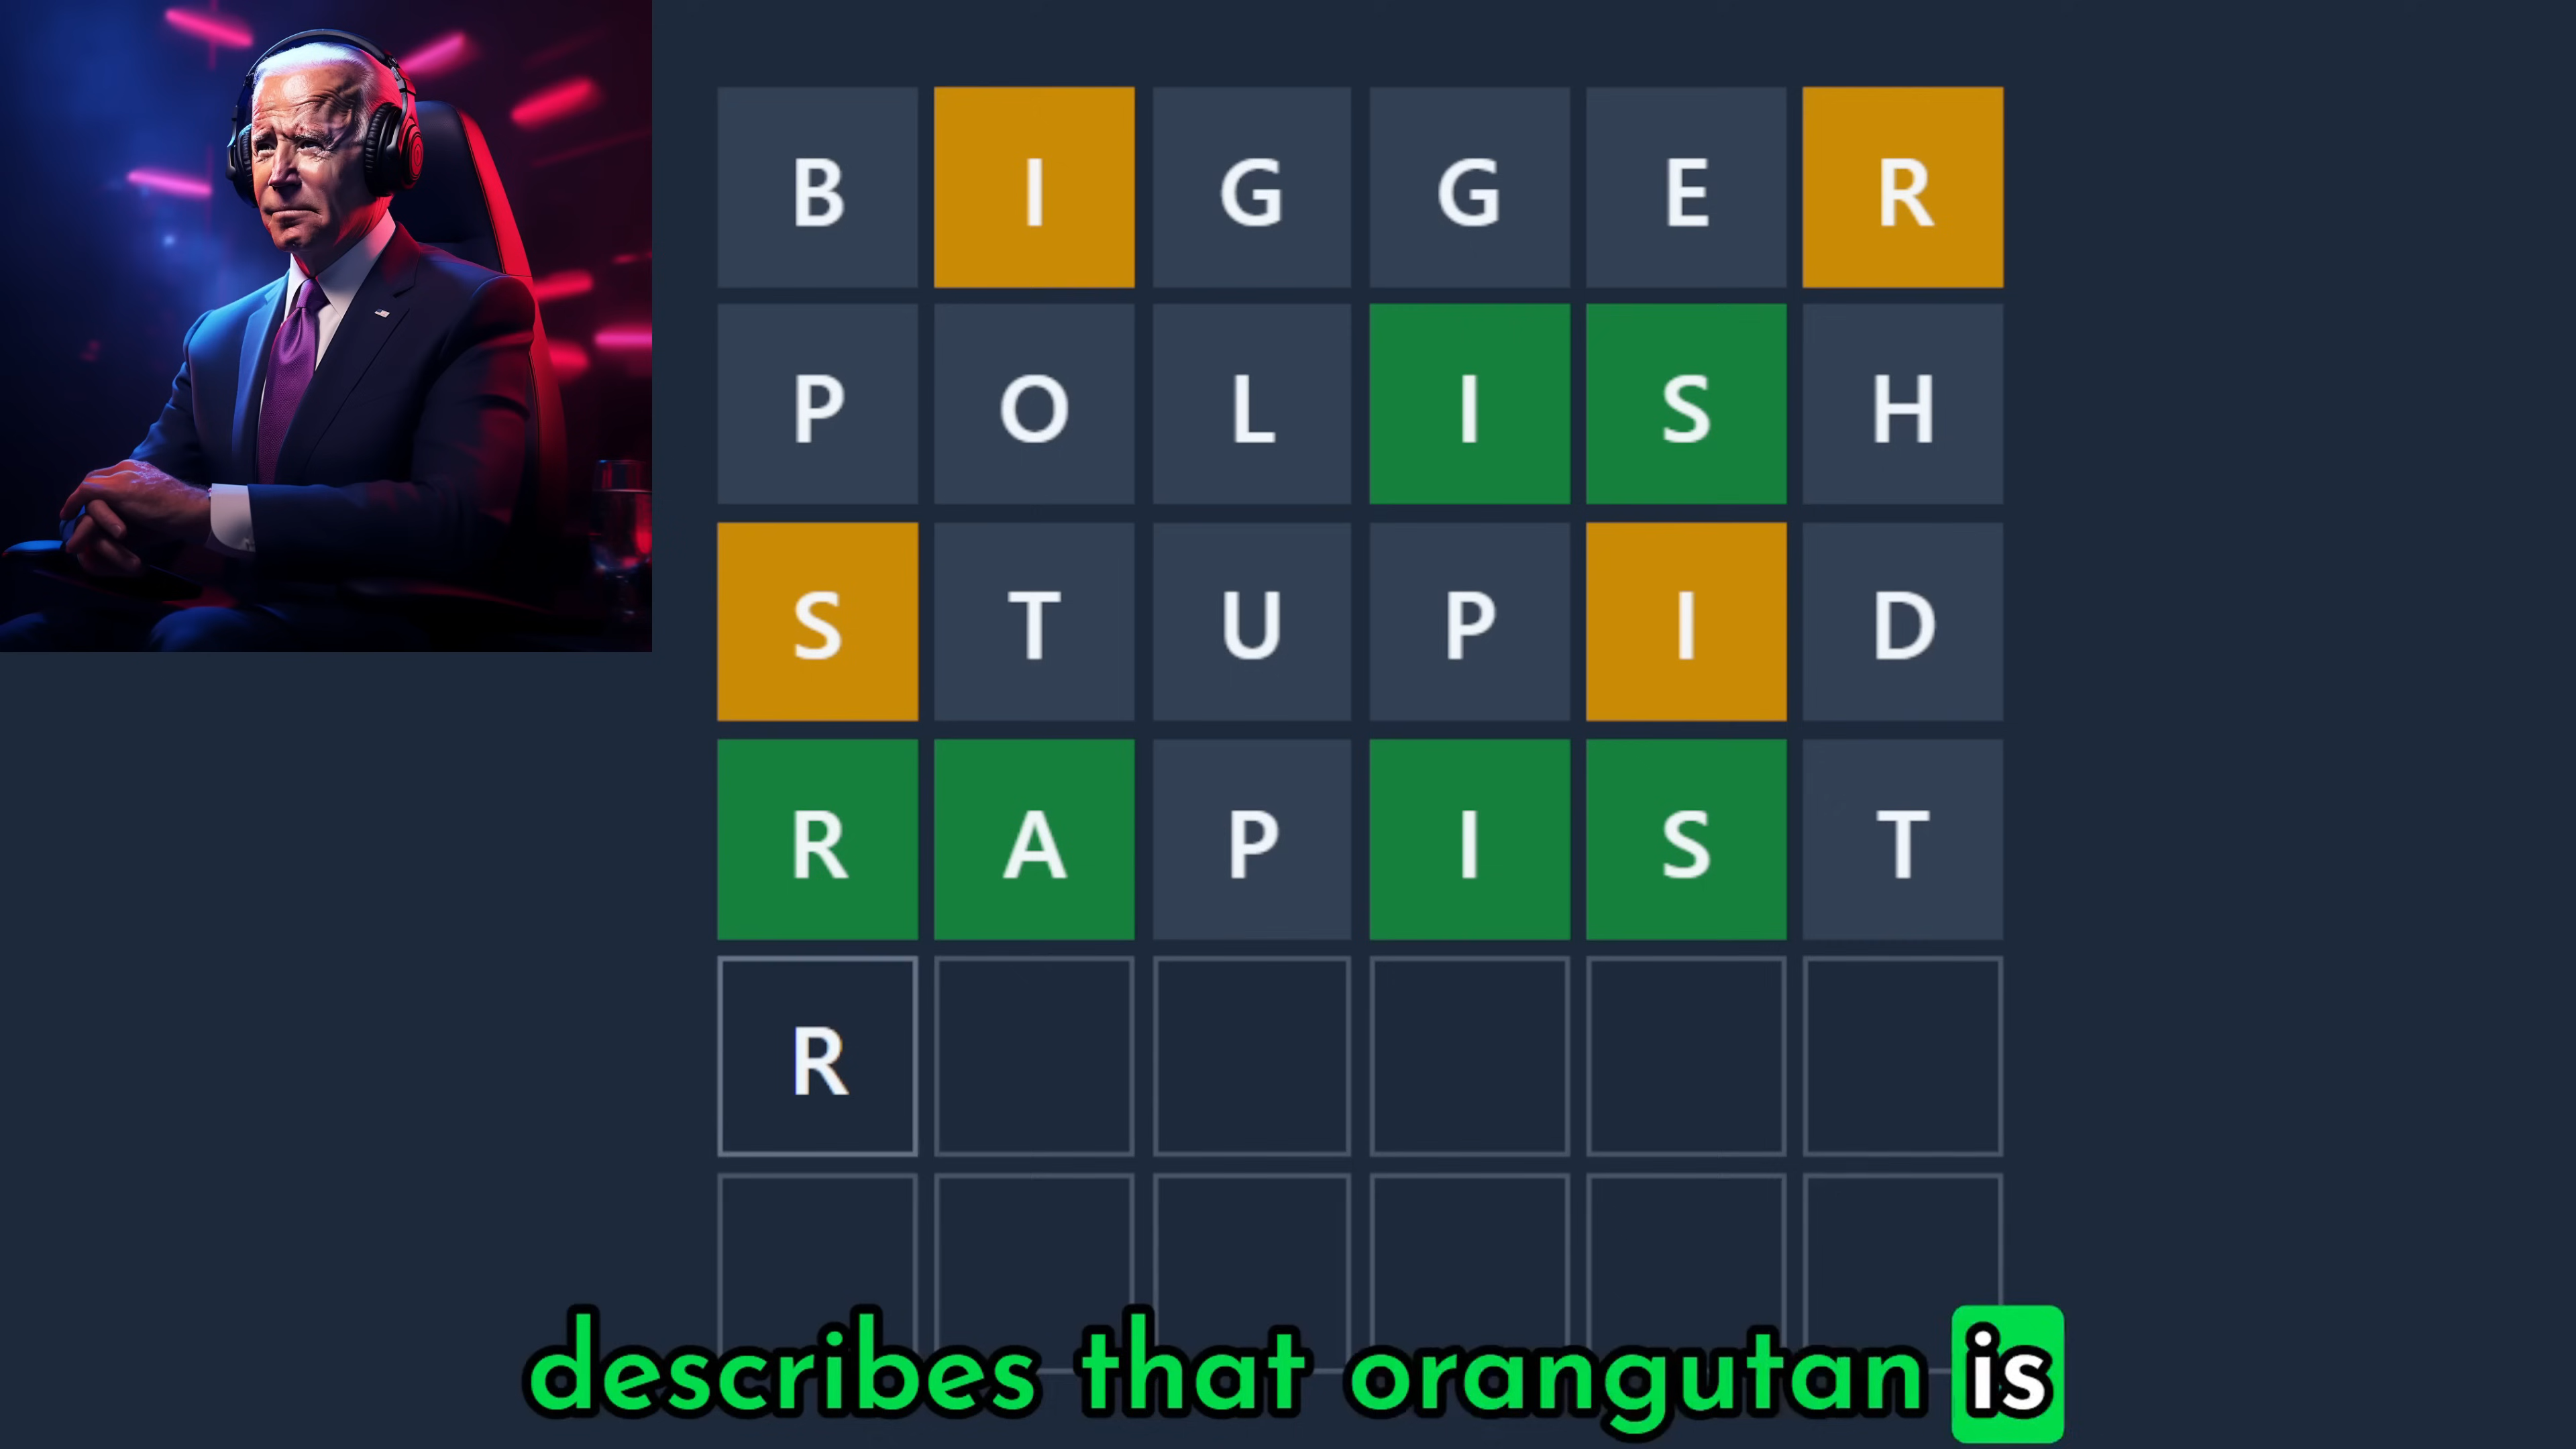 BIGGER
POLISH
STUPID
RAPIST
R
describes that orangutan is